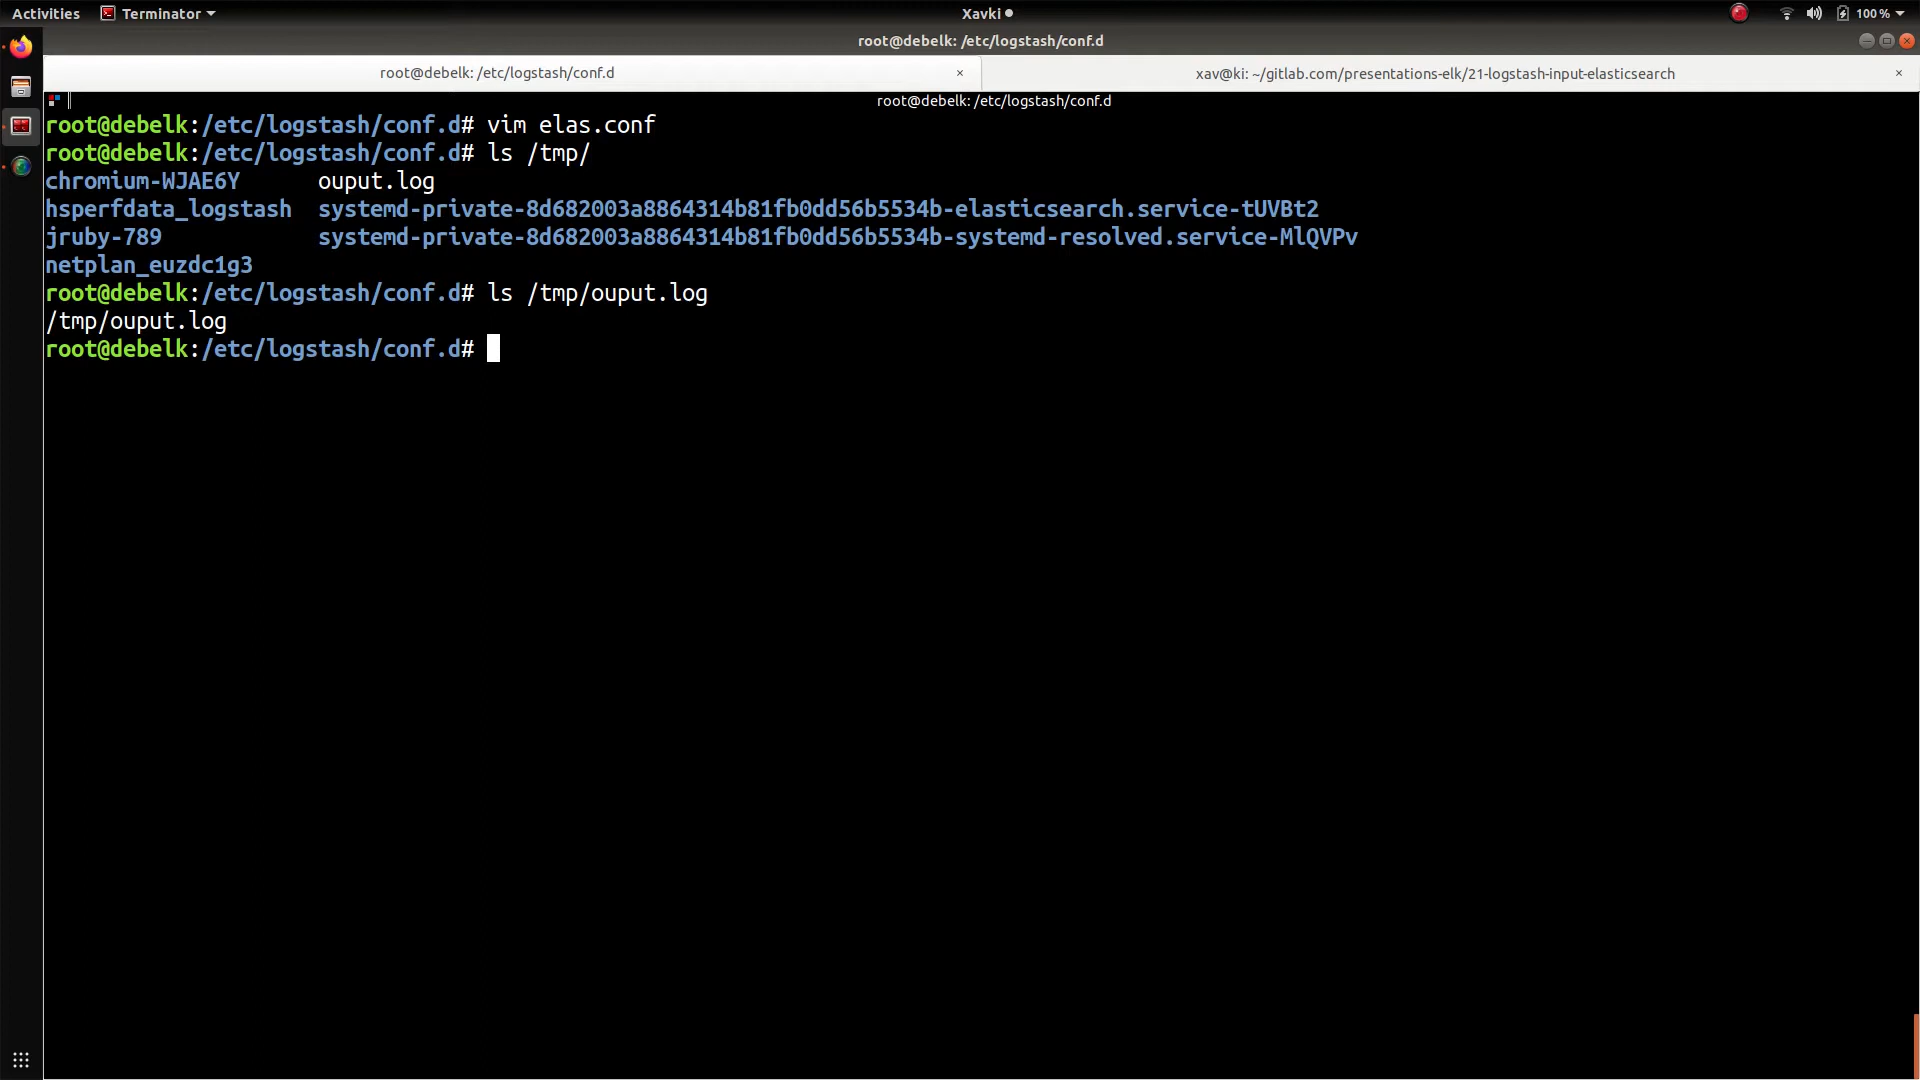 Activities Terminator Xavki 100 %
root@debelk: /etc/logstash/conf.d
root@debelk: /etc/logstash/conf.d × xav@ki: ~/gitlab.com/presentations-elk/21-logstash-input-elasticsearch ×
root@debelk: /etc/logstash/conf.d
root@debelk:/etc/logstash/conf.d# vim elas.conf
root@debelk:/etc/logstash/conf.d# ls /tmp/
chromium-WJAE6Y ouput.log
hsperfdata_logstash systemd-private-8d682003a8864314b81fb0dd56b5534b-elasticsearch.service-tUVBt2
jruby-789 systemd-private-8d682003a8864314b81fb0dd56b5534b-systemd-resolved.service-MlQVPv
netplan_euzdc1g3
root@debelk:/etc/logstash/conf.d# ls /tmp/ouput.log
/tmp/ouput.log
root@debelk:/etc/logstash/conf.d#